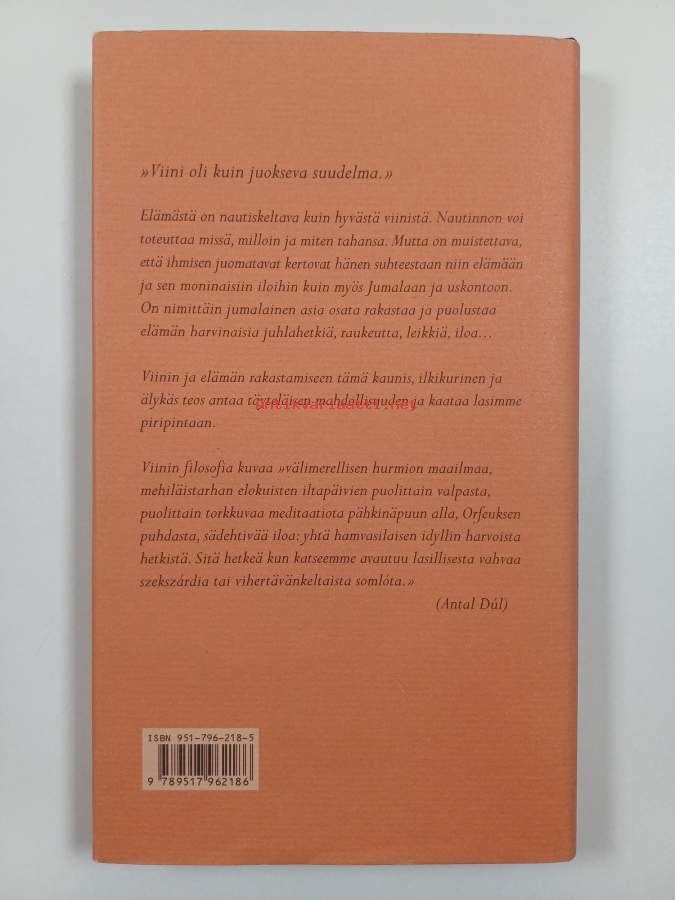 »Viini oli kuin juokseva suudelma.»
Elämästä on nautiskeltava kuin hyvästä viinistä. Nautinnon voi
toteuttaa missä, milloin ja miten tahansa. Mutta on muistettava,
että ihmisen juomatavat kertovat hänen suhteestaan niin elämään
ja sen moninaisiin iloihin kuin myös Jumalaan ja uskontoon.
On nimittäin jumalainen asia osata rakastaa ja puolustaa
elämän harvinaisia juhlahetkiä, raukeutta, leikkiä, iloa...
Viinin ja elämän rakastamiseen tämä kaunis, ilkikurinen ja
älykäs teos antaa täyteläisen mahdollisuuden ja kaataa lasimme
antikvariaatti.net
piripintaan.
Viinin filosofia kuvaa »välimerellisen hurmion maailmaa,
mehiläistarhan elokuisten iltapäivien puolittain valpasta,
puolittain torkkuvaa meditaatiota pähkinäpuun alla, Orfeuksen
puhdasta, sädehtivää iloa: yhtä hamvasilaisen idyllin harvoista
hetkistä. Sitä hetkeä kun katseemme avautuu lasillisesta vahvaa
szekszárdia tai vihertävänkeltaista somlóta.»
(Antal Dúl)
ISBN 951-796-218-5
9 789517 962186